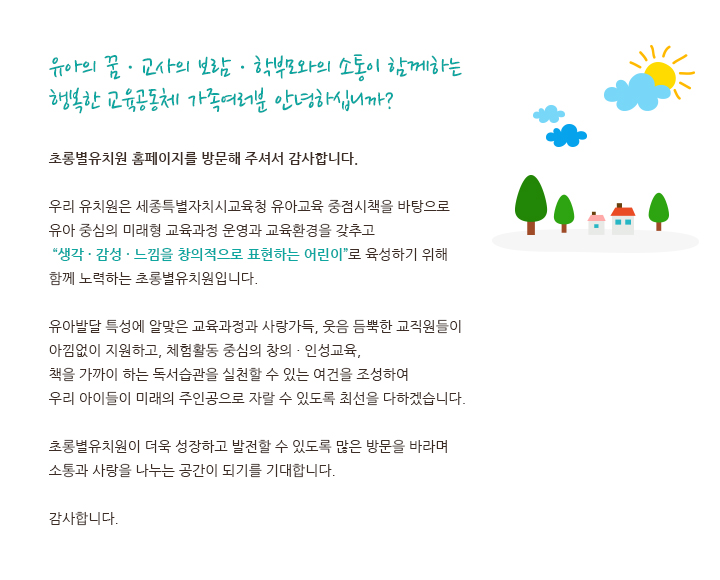 유아의 꿈 · 교사의 보람 · 학부모와의 소통이 함께하는
행복한 교육공동체 가족여러분 안녕하십니까?
초롱별유치원 홈페이지를 방문해 주셔서 감사합니다.
우리 유치원은 세종특별자치시교육청 유아교육 중점시책을 바탕으로
유아 중심의 미래형 교육과정 운영과 교육환경을 갖추고
“생각 · 감성 · 느낌을 창의적으로 표현하는 어린이”로 육성하기 위해
함께 노력하는 초롱별유치원입니다.
유아발달 특성에 알맞은 교육과정과 사랑가득, 웃음 듬뿍한 교직원들이
아낌없이 지원하고, 체험활동 중심의 창의 · 인성교육,
책을 가까이 하는 독서습관을 실천할 수 있는 여건을 조성하여
우리 아이들이 미래의 주인공으로 자랄 수 있도록 최선을 다하겠습니다.
초롱별유치원이 더욱 성장하고 발전할 수 있도록 많은 방문을 바라며
소통과 사랑을 나누는 공간이 되기를 기대합니다.
감사합니다.